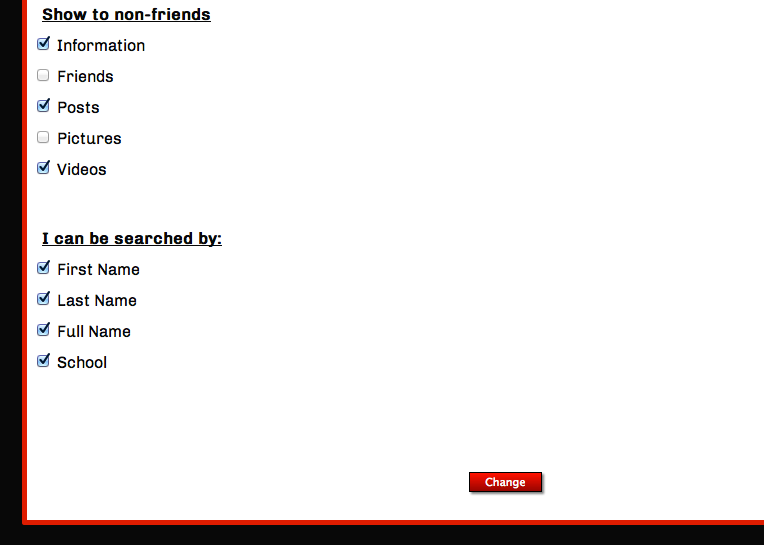 Show to non-friends
Information
Friends
Posts
Pictures
Videos
I can be searched by:
First Name
Last Name
Full Name
School
Change